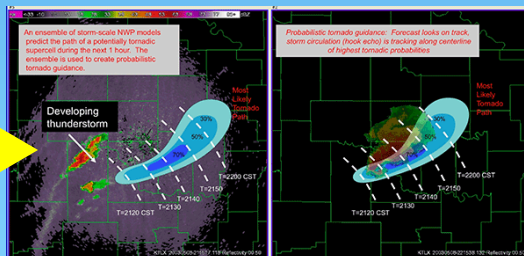 An ensemble of storm-scale NWP models
predict the path of a potentially tornadic
supercell during the next 1 hour. The
ensemble is used to create probabilistic
tornado guidance.
Developing
thunderstorm
Most
Likely
Tornado
Path
30%
50%
70%
T=2200 CST
T=2150
T=2140
T=2130
T=2120 CST
Probabilistic tornado guidance: Forecast looks on track,
storm circulation (hook echo) is tracking along centerline
of highest tornadic probabilities
Most
Likely
Tornado
Path
30%
50%
70%
T=2200 CST
T=2150
T=2140
T=2130
T=2120 CST